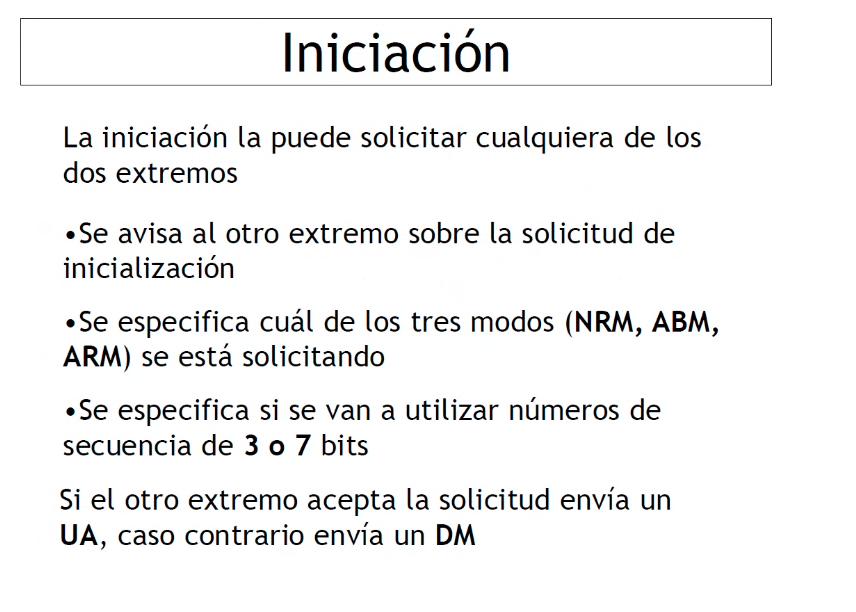 Iniciación
La iniciación la puede solicitar cualquiera de los
dos extremos
•Se avisa al otro extremo sobre la solicitud de
inicialización
•Se especifica cuál de los tres modos (NRM, ABM,
ARM) se está solicitando
•Se especifica si se van a utilizar números de
secuencia de 3 o 7 bits
Si el otro extremo acepta la solicitud envía un
UA, caso contrario envía un DM